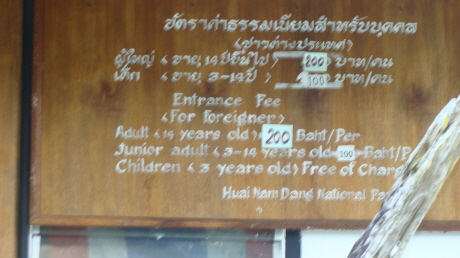 อัตราค่าธรรมเนียมสำหรับบุคคล
(ชาวต่างประเทศ)
ผู้ใหญ่ (อายุ 14 ปีขึ้นไป) 200 บาท/คน
เด็ก (อายุ 3-14 ปี) 100 บาท/คน
Entrance Fee
(For foreigner)
Adult (14 years old) 200 Baht/Per
Junior adult (3-14 years old 100 Baht/P
Children (3 years old) Free of Charg
Huai Nam Dang National Pa